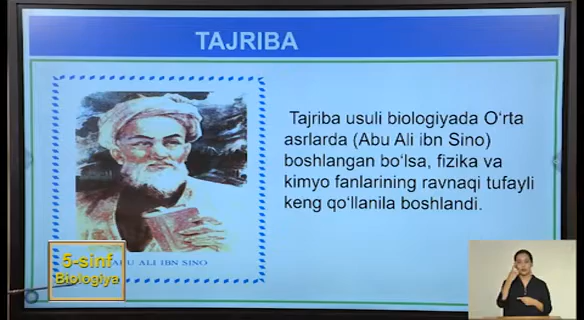 TAJRIBA
Tajriba usuli biologiyada O‘rta
asrlarda (Abu Ali ibn Sino)
boshlangan bo‘lsa, fizika va
kimyo fanlarining ravnaqi tufayli
keng qo‘llanila boshlandi.
ABU ALI IBN SINO
5-sinf
Biologiya